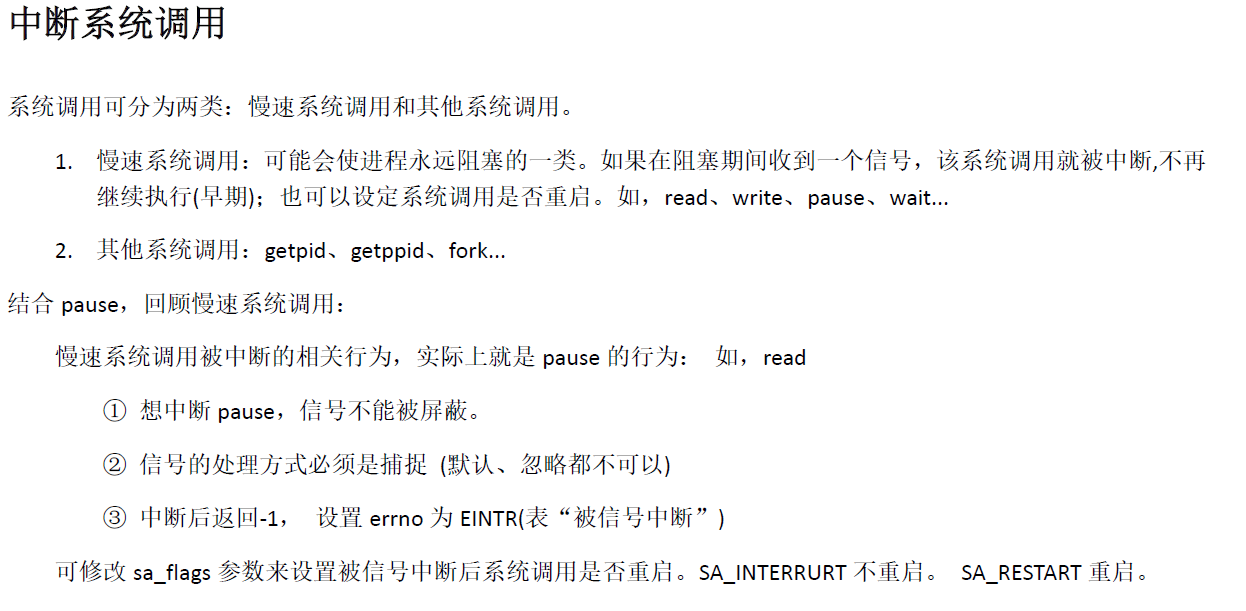 中断系统调用
系统调用可分为两类：慢速系统调用和其他系统调用。
1. 慢速系统调用：可能会使进程永远阻塞的一类。如果在阻塞期间收到一个信号，该系统调用就被中断,不再
继续执行(早期)；也可以设定系统调用是否重启。如，read、write、pause、wait...
2. 其他系统调用：getpid、getppid、fork...
结合 pause，回顾慢速系统调用：
慢速系统调用被中断的相关行为，实际上就是 pause 的行为： 如，read
① 想中断 pause，信号不能被屏蔽。
② 信号的处理方式必须是捕捉 (默认、忽略都不可以)
③ 中断后返回-1， 设置 errno 为 EINTR(表“被信号中断”)
可修改 sa_flags 参数来设置被信号中断后系统调用是否重启。SA_INTERRURT 不重启。 SA_RESTART 重启。